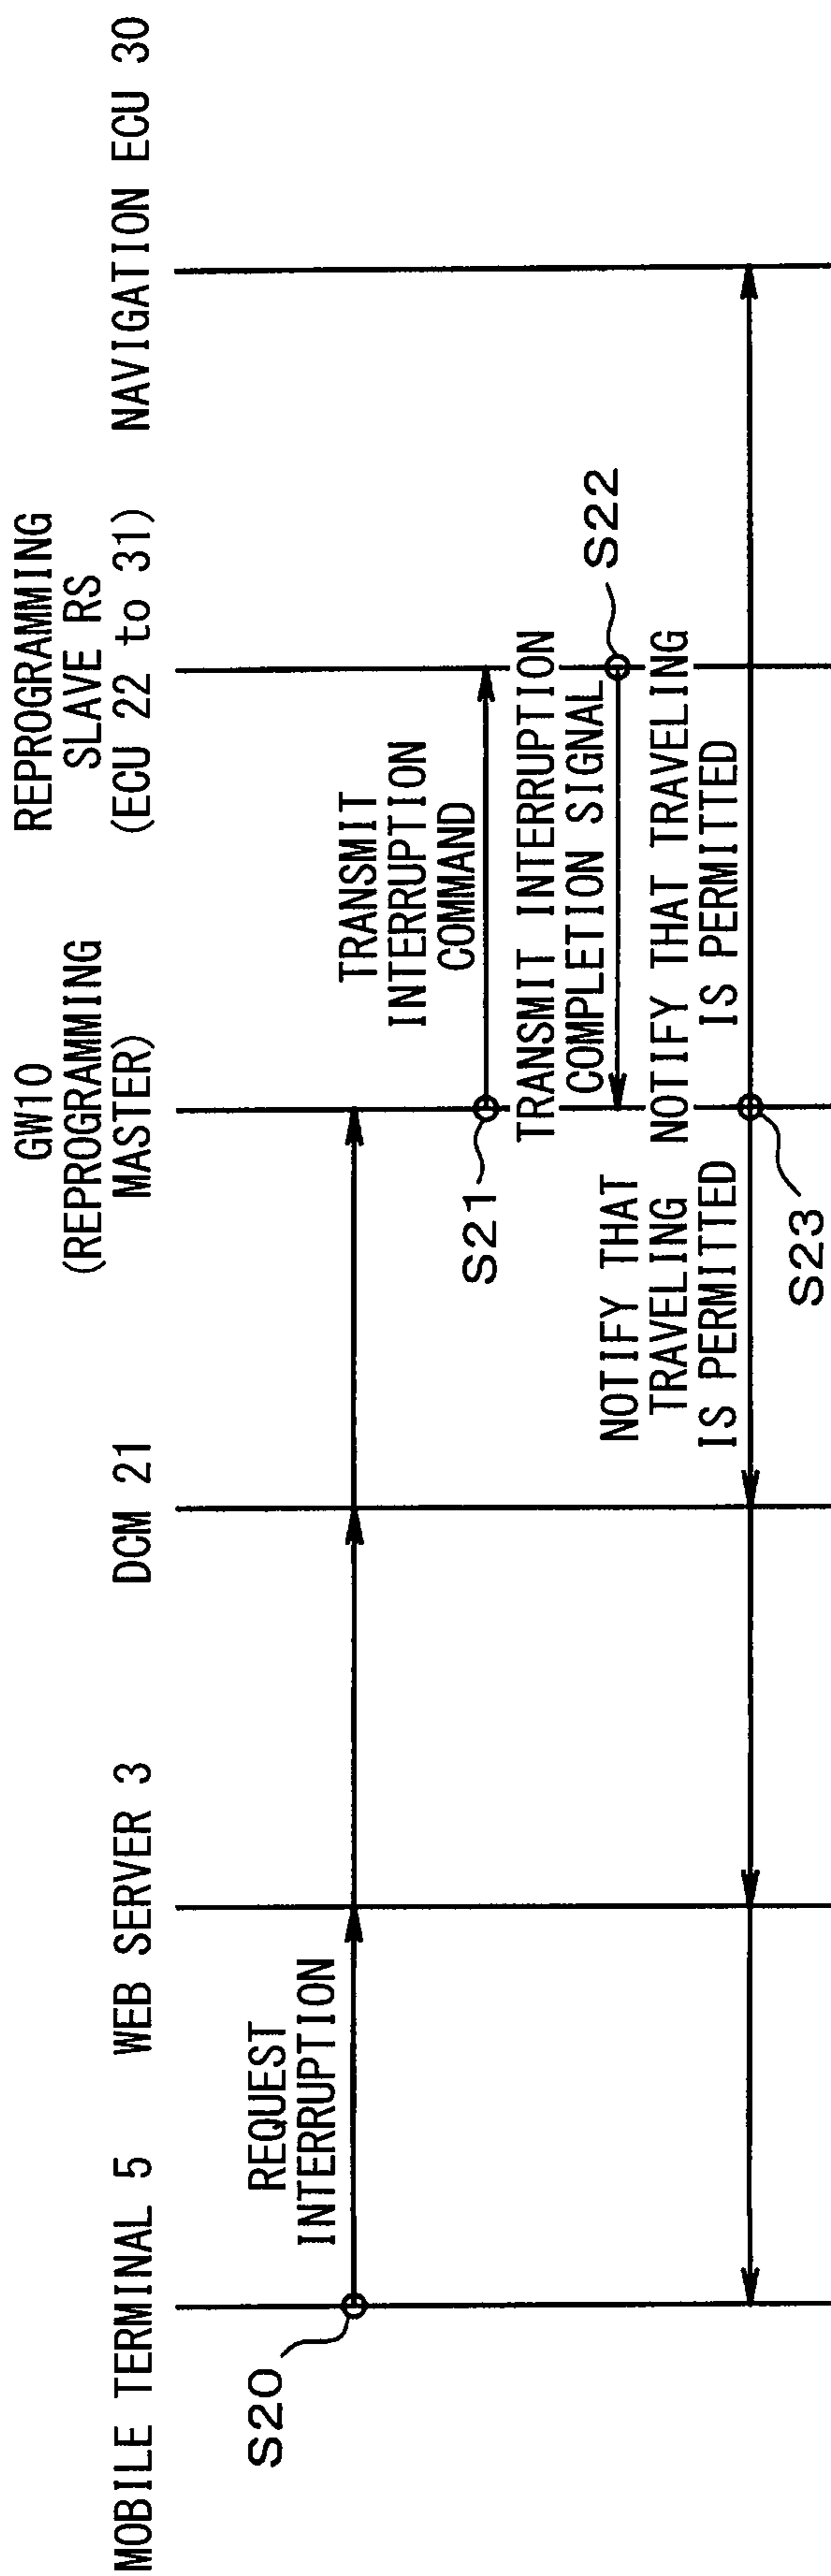 MOBILE TERMINAL 5
WEB SERVER 3
DCM 21
GW10
(REPROGRAMMING
MASTER)
REPROGRAMMING
SLAVE RS
(ECU 22 to 31)
NAVIGATION ECU 30
S20
REQUEST
INTERRUPTION
S21
TRANSMIT
INTERRUPTION
COMMAND
TRANSMIT INTERRUPTION
COMPLETION SIGNAL
S22
NOTIFY THAT
TRAVELING
IS PERMITTED
NOTIFY THAT TRAVELING
IS PERMITTED
S23